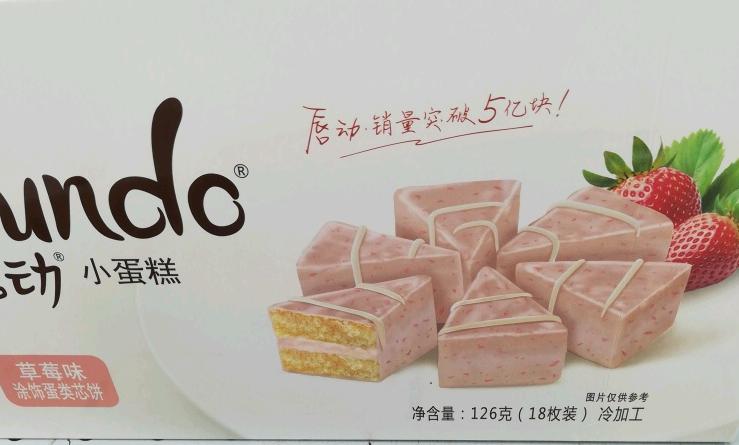 唇动·销量突破5亿块!
undo®
动® 小蛋糕
草莓味
涂饰蛋类芯饼
图片仅供参考
净含量：126克（18枚装） 冷加工